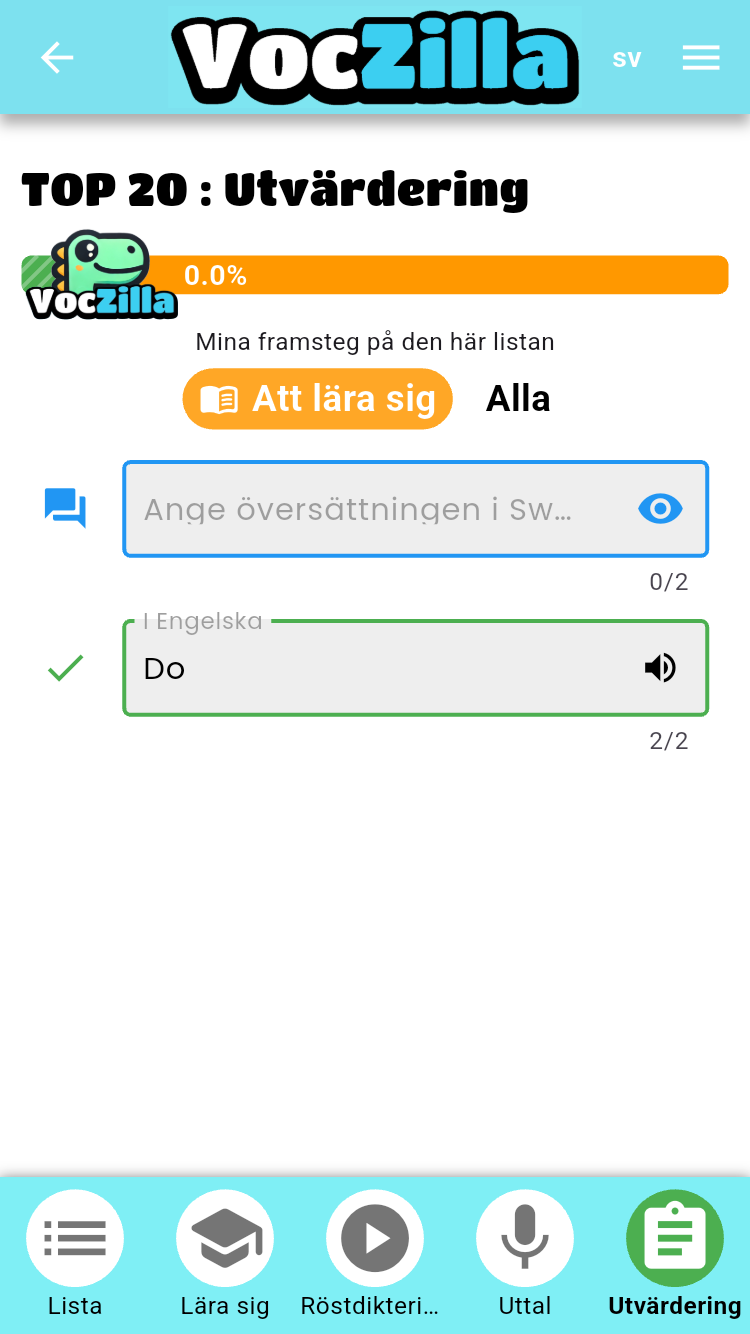 VocZilla
sv
TOP 20 : Utvärdering
VocZilla
0.0%
Mina framsteg på den här listan
Att lära sig
Alla
Ange översättningen i Sw...
0/2
I Engelska
Do
2/2
Lista
Lära sig
Röstdikteri...
Uttal
Utvärdering